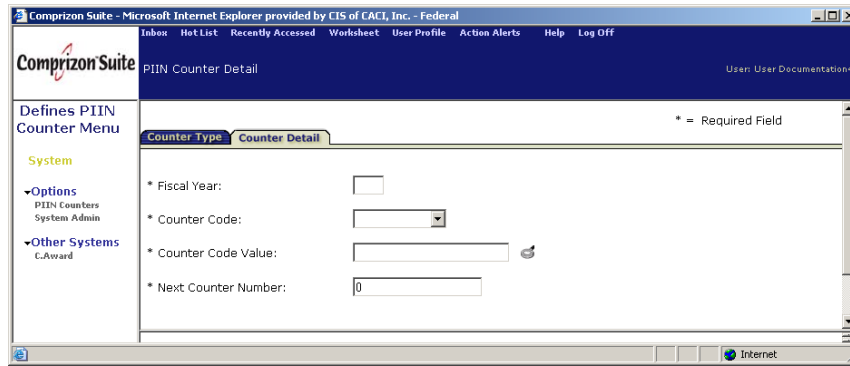 Comprizon Suite - Microsoft Internet Explorer provided by CIS of CACI, Inc. - Federal
Inbox HotList Recently Accessed Worksheet User Profile Action Alerts Help Log Off
Comprizon Suite
PIIN Counter Detail
User: User Documentation
Defines PIIN
Counter Menu
* = Required Field
Counter Type Counter Detail
System
Options
PIIN Counters
System Admin
Other Systems
C.Award
* Fiscal Year:
* Counter Code:
* Counter Code Value:
* Next Counter Number: 0
Internet